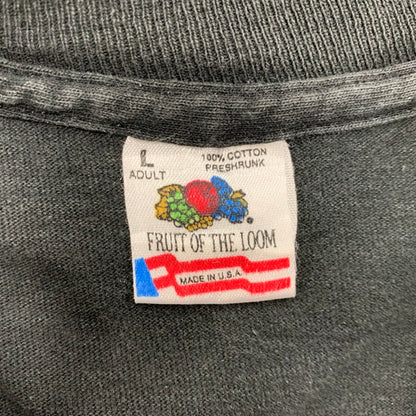 L 100% COTTON
ADULT PRESHRUNK
FRUIT OF THE LOOM
MADE IN U.S.A.